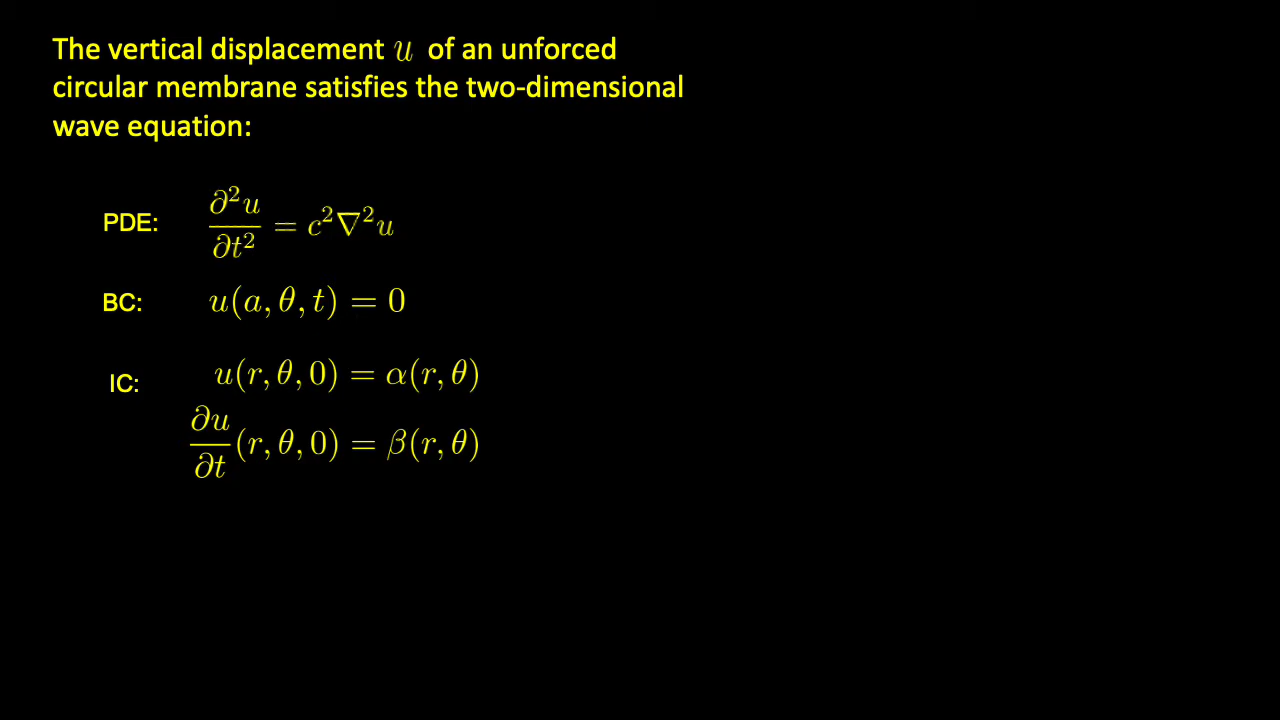 The vertical displacement u of an unforced
circular membrane satisfies the two-dimensional
wave equation:
PDE: ∂²u/∂t² = c²∇²u
BC: u(a, θ, t) = 0
IC: u(r, θ, 0) = α(r, θ)
∂u/∂t (r, θ, 0) = β(r, θ)